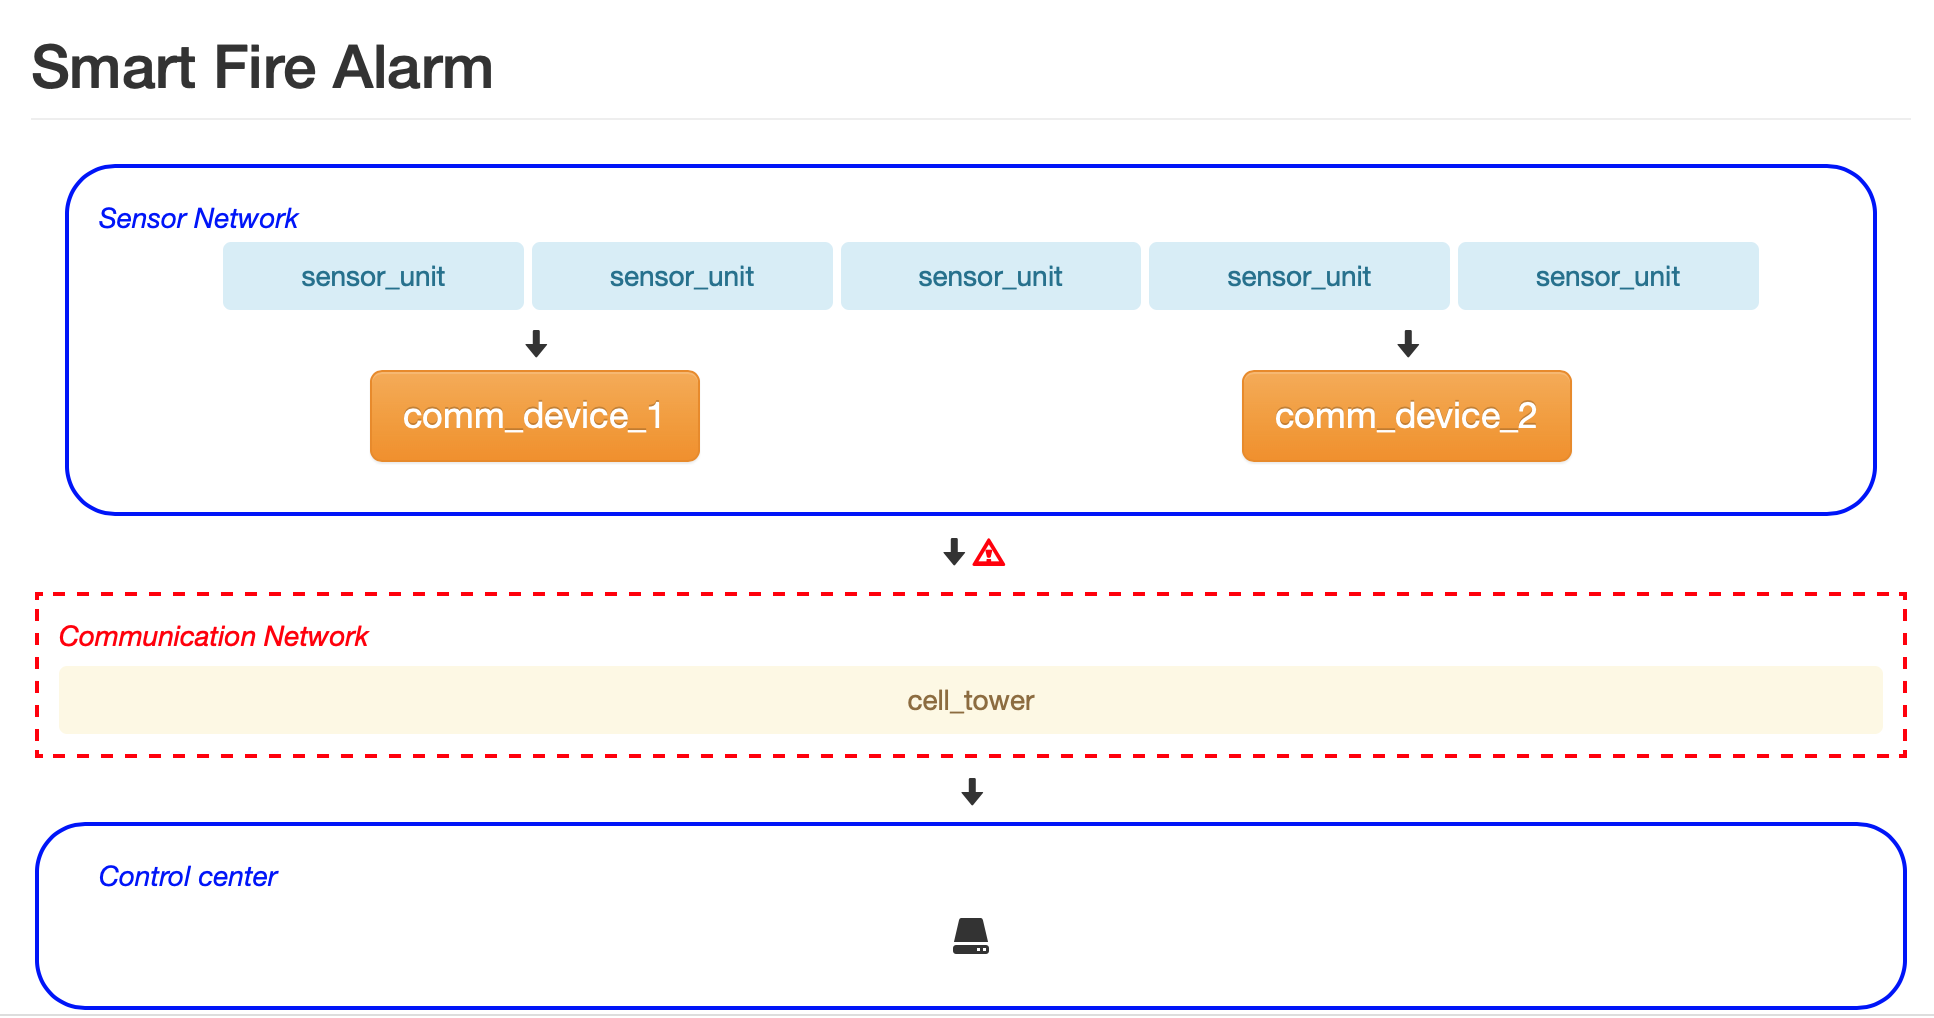 Smart Fire Alarm
Sensor Network
sensor_unit sensor_unit sensor_unit sensor_unit sensor_unit
comm_device_1 comm_device_2
Communication Network
cell_tower
Control center